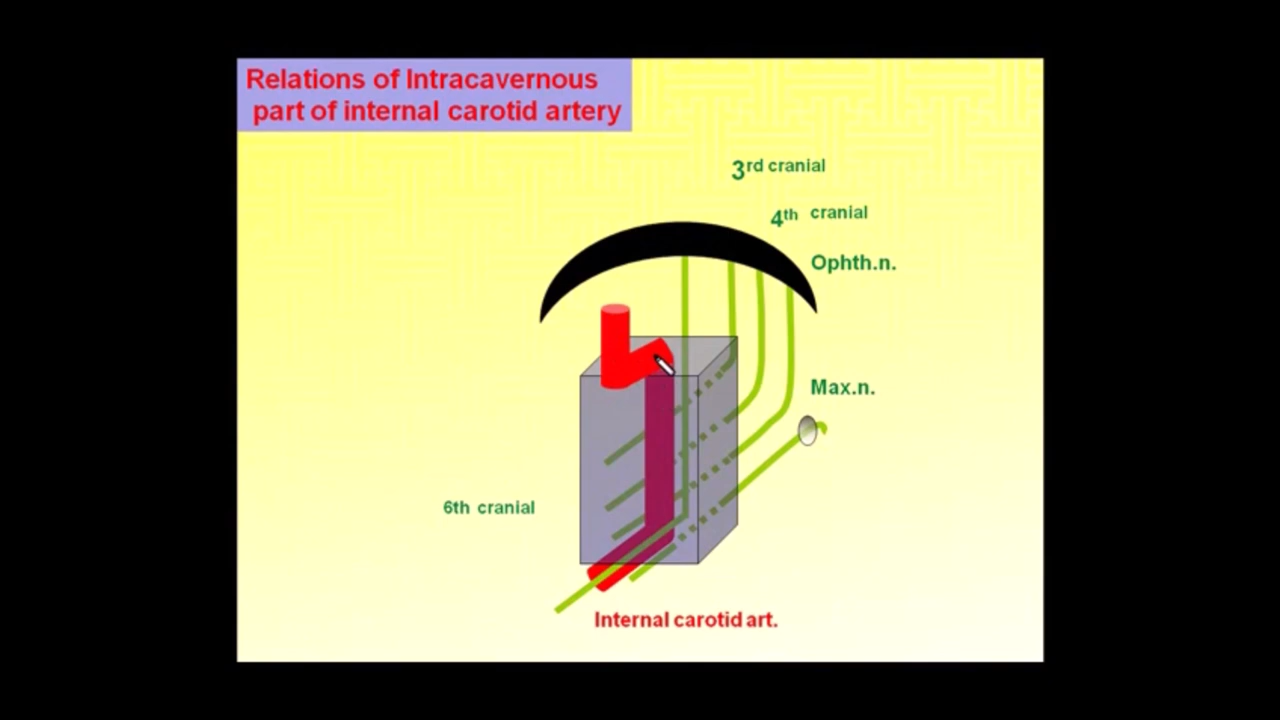 Relations of Intracavernous
part of internal carotid artery
3rd cranial
4th cranial
Ophth.n.
Max.n.
6th cranial
Internal carotid art.